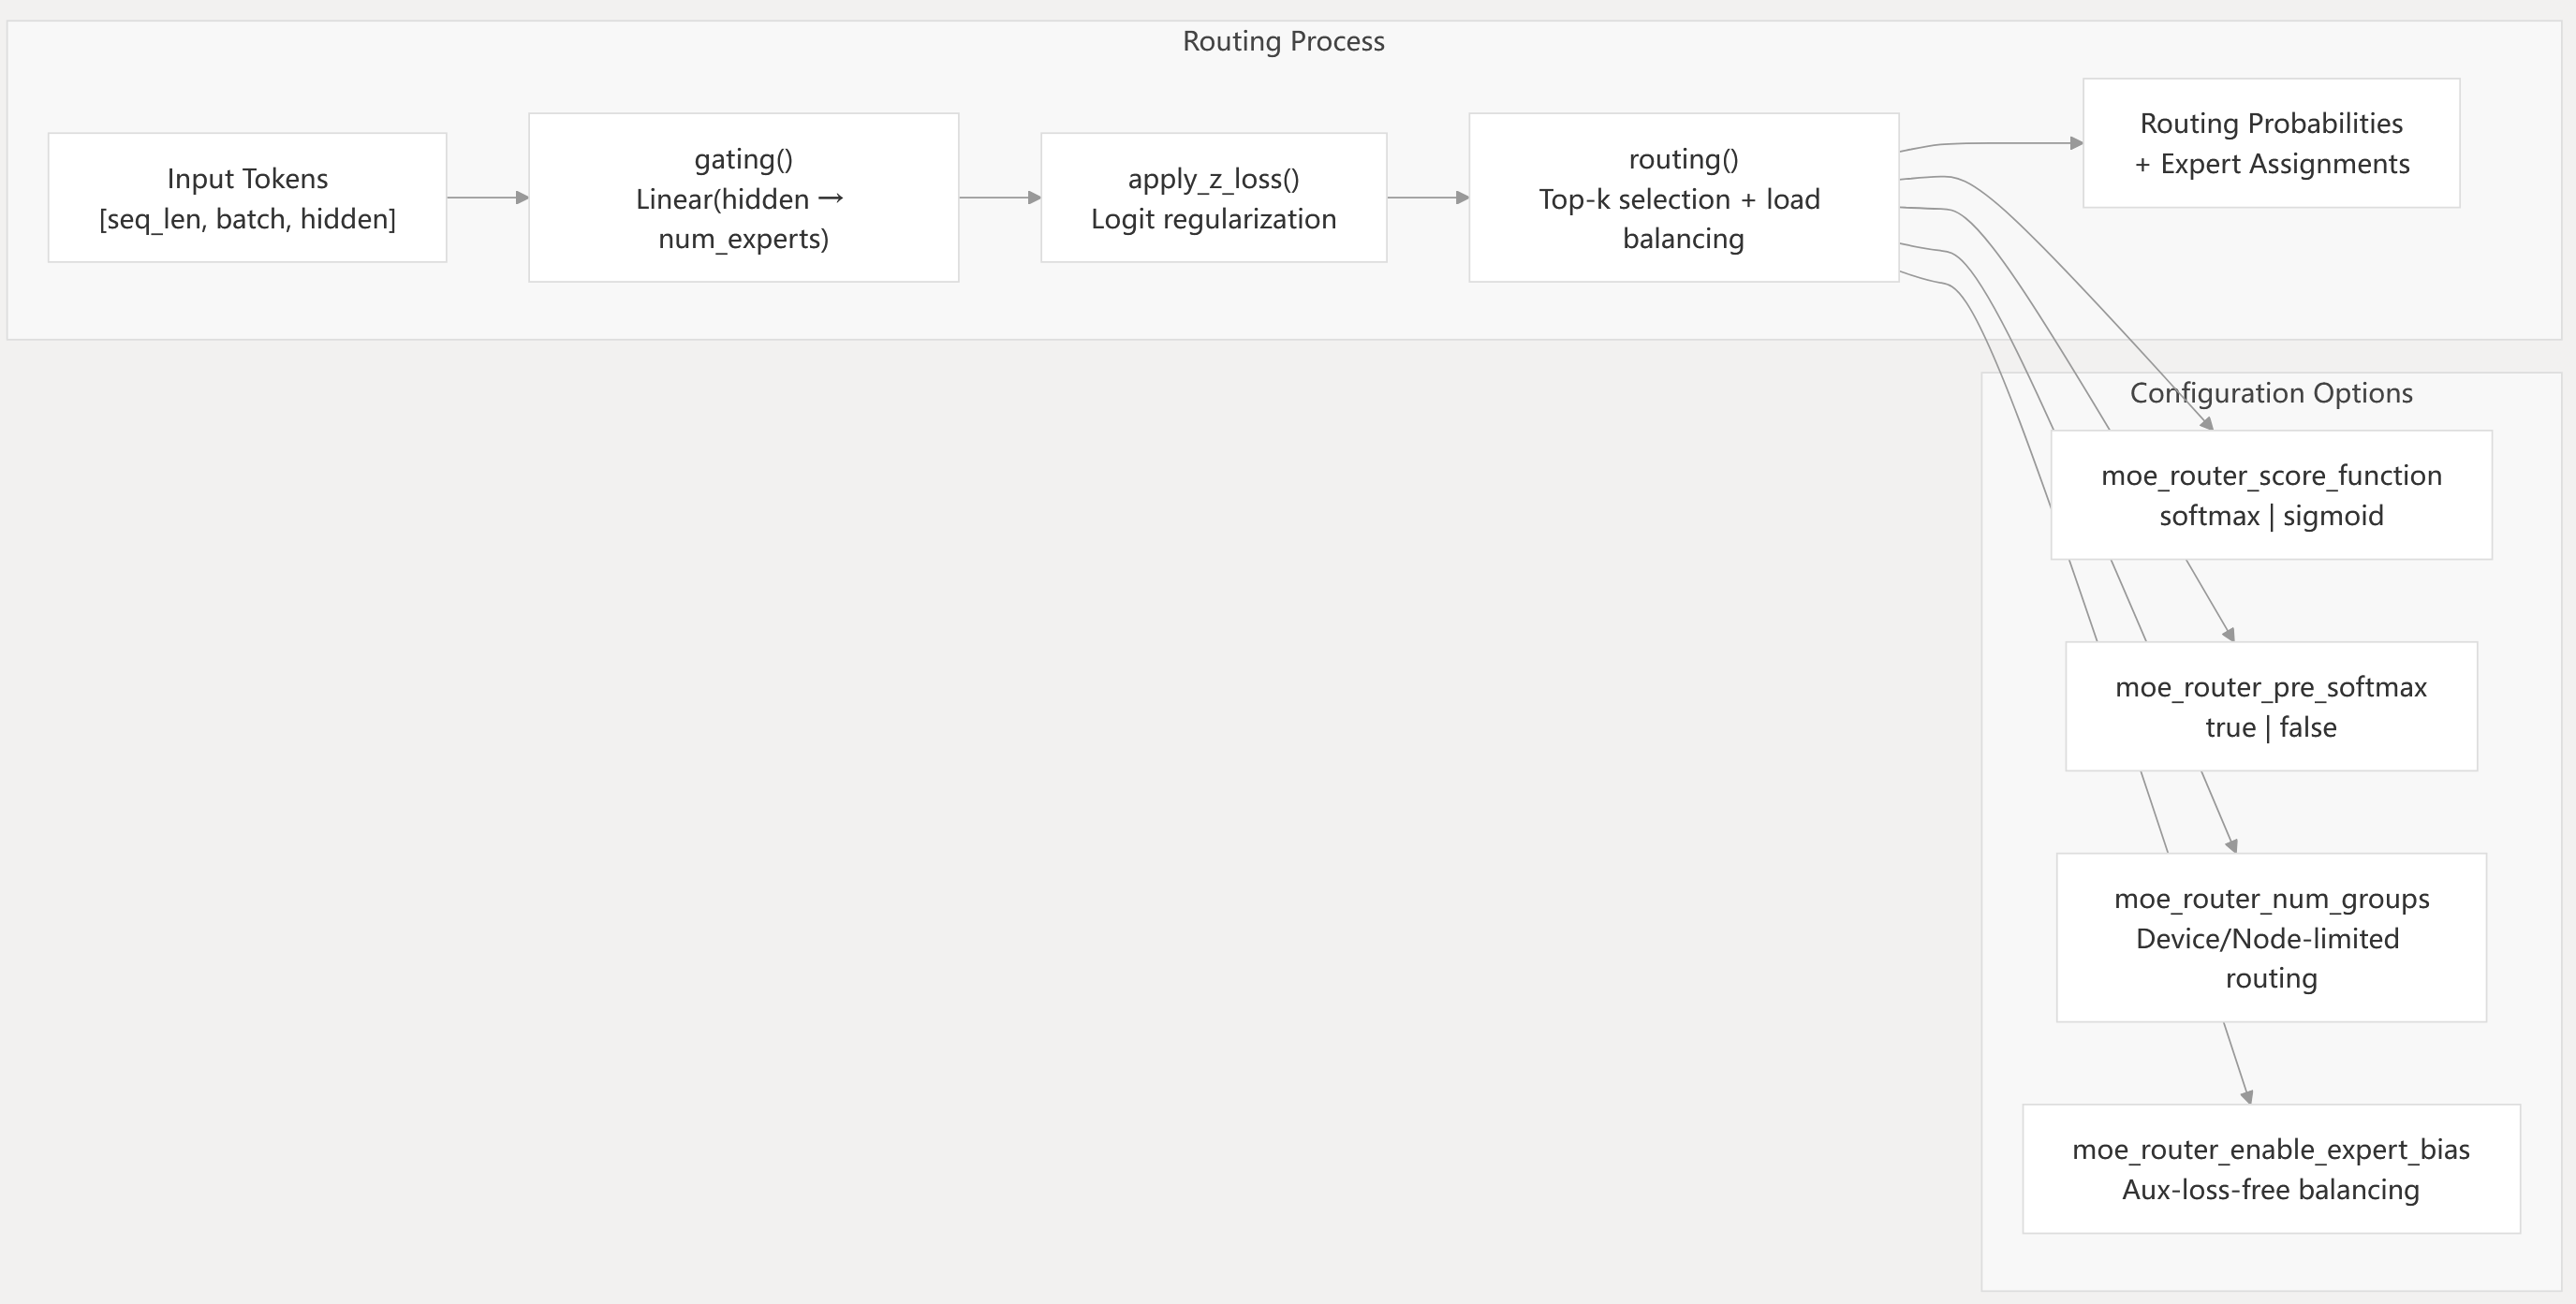 Routing Process
Input Tokens
[seq_len, batch, hidden]
gating()
Linear(hidden →
num_experts)
apply_z_loss()
Logit regularization
routing()
Top-k selection + load
balancing
Routing Probabilities
+ Expert Assignments
Configuration Options
moe_router_score_function
softmax | sigmoid
moe_router_pre_softmax
true | false
moe_router_num_groups
Device/Node-limited
routing
moe_router_enable_expert_bias
Aux-loss-free balancing